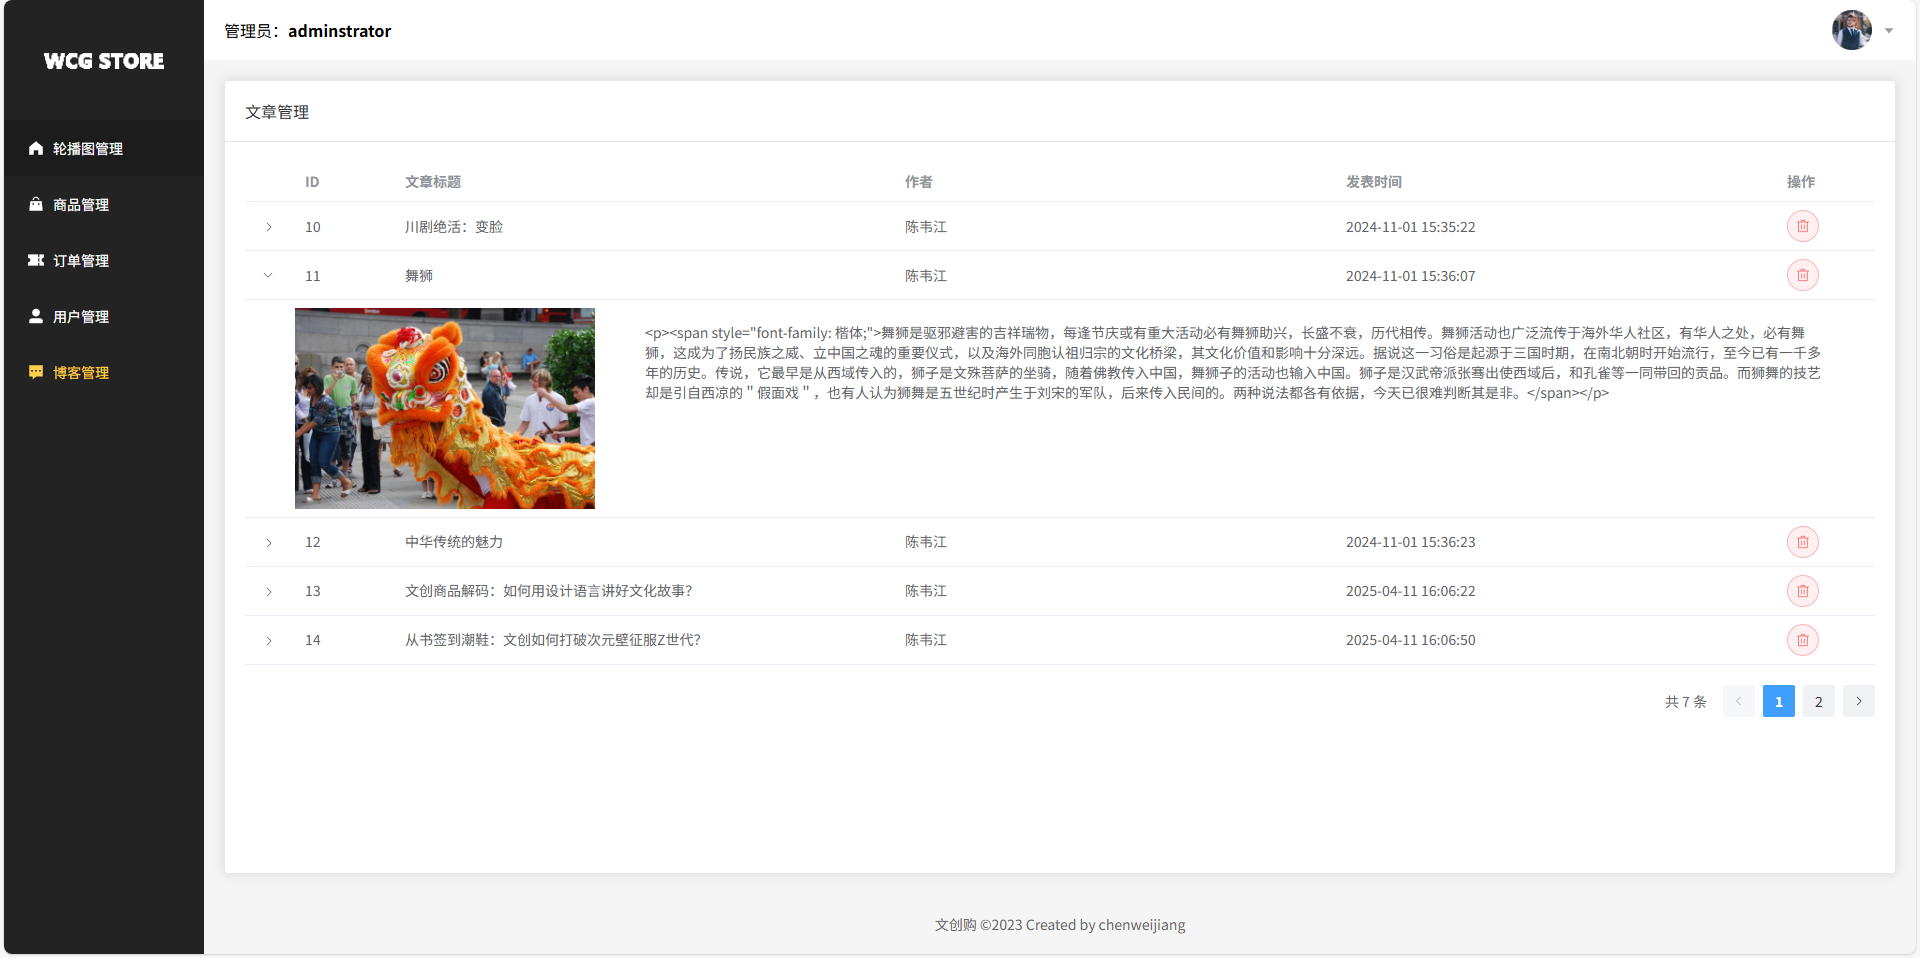 WCG STORE
管理员：adminstrator
轮播图管理
商品管理
订单管理
用户管理
博客管理
文章管理
ID 文章标题 作者 发表时间 操作
10 川剧绝活：变脸 陈韦江 2024-11-01 15:35:22
11 舞狮 陈韦江 2024-11-01 15:36:07
<p><span style="font-family: 楷体;">舞狮是驱邪避害的吉祥瑞物，每逢节庆或有重大活动必有舞狮助兴，长盛不衰，历代相传。舞狮活动也广泛流传于海外华人社区，有华人之处，必有舞
狮，这成为了扬民族之威、立中国之魂的重要仪式，以及海外同胞认祖归宗的文化桥梁，其文化价值和影响十分深远。据说这一习俗是起源于三国时期，在南北朝时开始流行，至今已有一千多
年的历史。传说，它最早是从西域传入的，狮子是文殊菩萨的坐骑，随着佛教传入中国，舞狮子的活动也输入中国。狮子是汉武帝派张骞出使西域后，和孔雀等一同带回的贡品。而狮舞的技艺
却是引自西凉的＂假面戏＂，也有人认为狮舞是五世纪时产生于刘宋的军队，后来传入民间的。两种说法都各有依据，今天已很难判断其是非。</span></p>
12 中华传统的魅力 陈韦江 2024-11-01 15:36:23
13 文创商品解码：如何用设计语言讲好文化故事？ 陈韦江 2025-04-11 16:06:22
14 从书签到潮鞋：文创如何打破次元壁征服Z世代？ 陈韦江 2025-04-11 16:06:50
共 7 条 1 2
文创购 ©2023 Created by chenweijiang